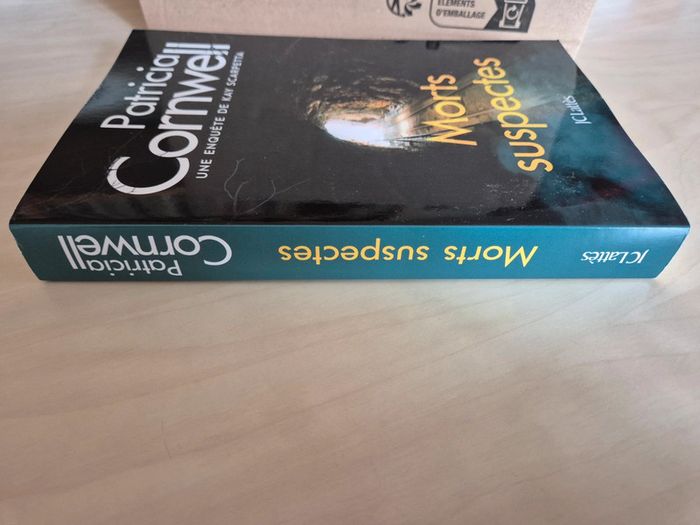 ÉLÉMENTS
D'EMBALLAGE
Patricia
Cornwell
UNE ENQUÊTE DE KAY SCARPETTA
Morts
suspectes
JCLattès
Patricia
Cornwell
Morts suspectes
JCLattès